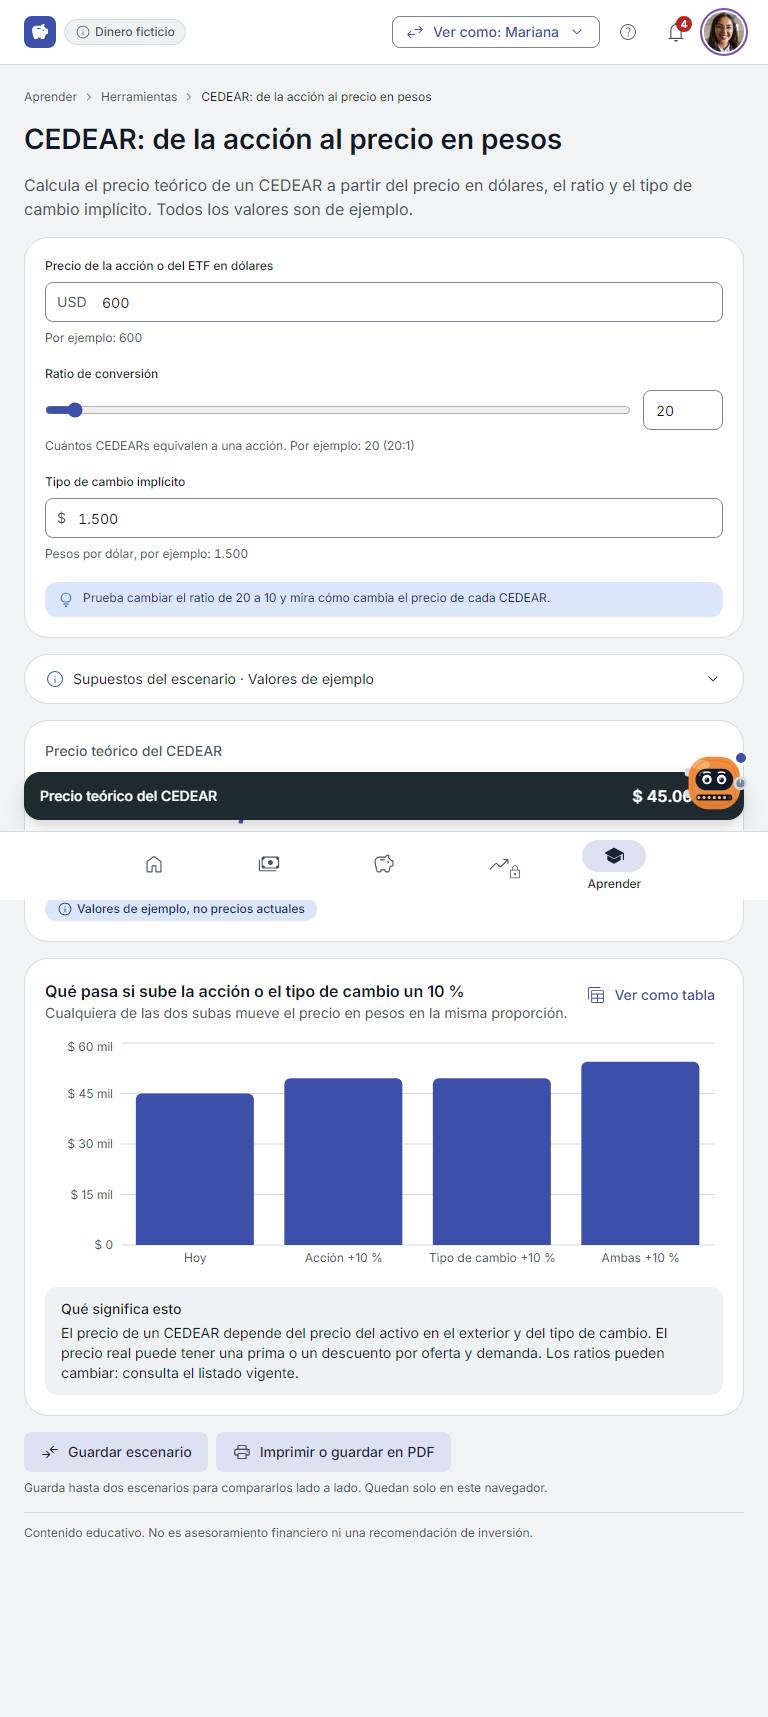 Dinero ficticio
Ver como: Mariana
4
Aprender > Herramientas > CEDEAR: de la acción al precio en pesos
CEDEAR: de la acción al precio en pesos
Calcula el precio teórico de un CEDEAR a partir del precio en dólares, el ratio y el tipo de
cambio implícito. Todos los valores son de ejemplo.
Precio de la acción o del ETF en dólares
USD 600
Por ejemplo: 600
Ratio de conversión
20
Cuántos CEDEARs equivalen a una acción. Por ejemplo: 20 (20:1)
Tipo de cambio implícito
$ 1.500
Pesos por dólar, por ejemplo: 1.500
Prueba cambiar el ratio de 20 a 10 y mira cómo cambia el precio de cada CEDEAR.
Supuestos del escenario · Valores de ejemplo
Precio teórico del CEDEAR
Precio teórico del CEDEAR
Aprender
Valores de ejemplo, no precios actuales
Qué pasa si sube la acción o el tipo de cambio un 10 %
Ver como tabla
Cualquiera de las dos subas mueve el precio en pesos en la misma proporción.
$ 60 mil
$ 45 mil
$ 30 mil
$ 15 mil
$ 0
Hoy
Acción +10 %
Tipo de cambio +10 %
Ambas +10 %
Qué significa esto
El precio de un CEDEAR depende del precio del activo en el exterior y del tipo de cambio. El
precio real puede tener una prima o un descuento por oferta y demanda. Los ratios pueden
cambiar: consulta el listado vigente.
Guardar escenario
Imprimir o guardar en PDF
Guarda hasta dos escenarios para compararlos lado a lado. Quedan solo en este navegador.
Contenido educativo. No es asesoramiento financiero ni una recomendación de inversión.